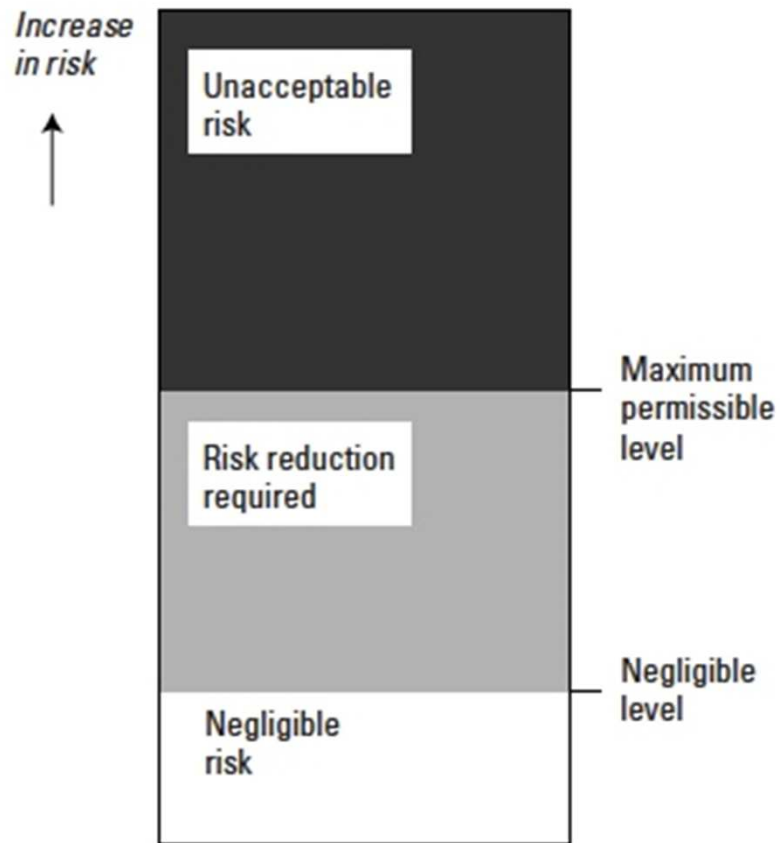 Increase
in risk
Unacceptable
risk
Maximum
permissible
level
Risk reduction
required
Negligible
level
Negligible
risk